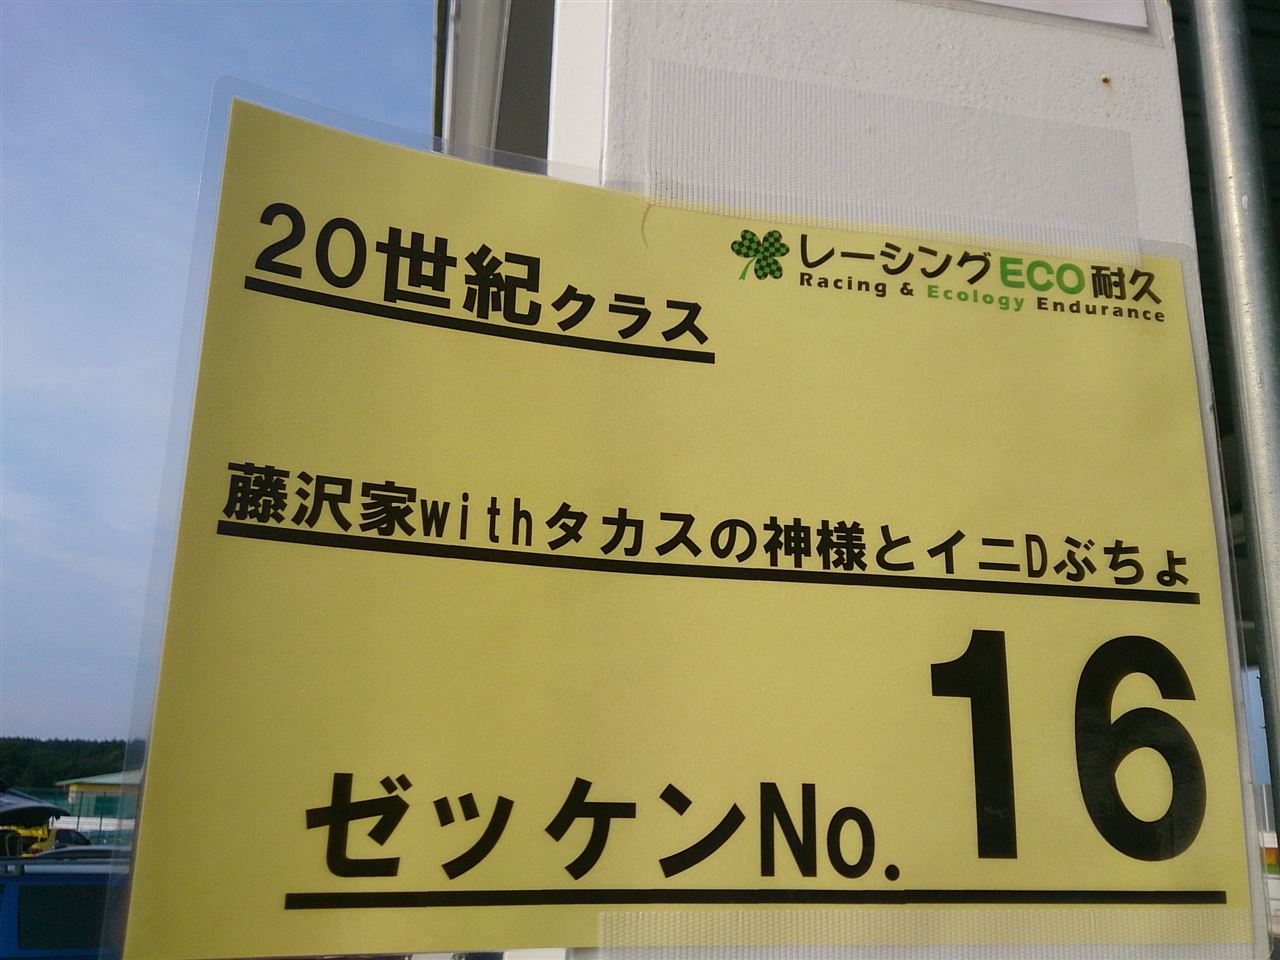 20世紀クラス
レーシングECO耐久
Racing & Ecology Endurance
藤沢家withタカスの神様とイニDぶちょ
ゼッケンNo. 16